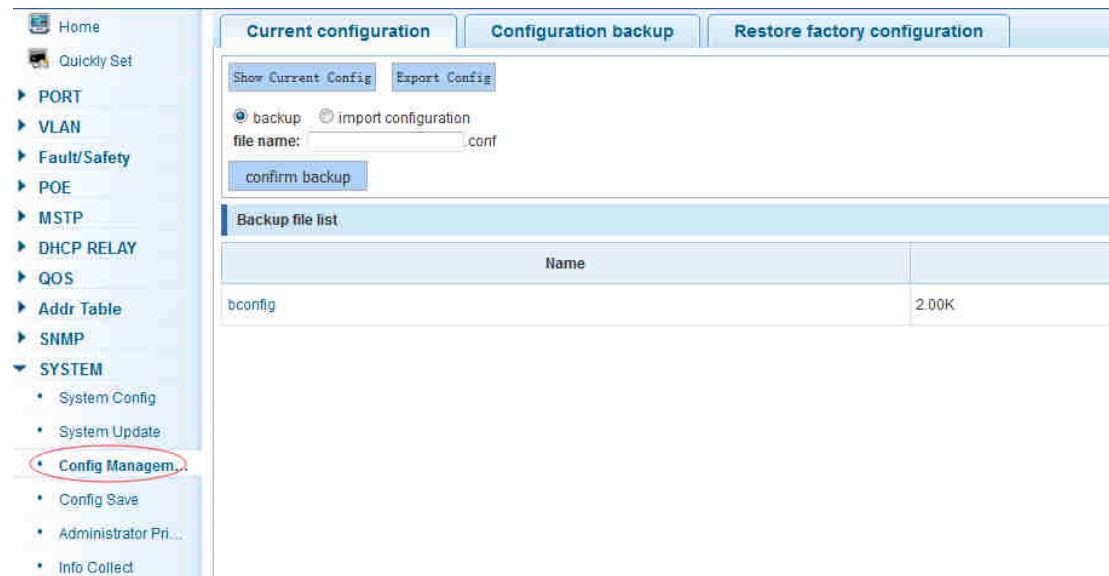 Home
Quickly Set
PORT
VLAN
Fault/Safety
POE
MSTP
DHCP RELAY
QOS
Addr Table
SNMP
SYSTEM
System Config
System Update
Config Managem...
Config Save
Administrator Pri...
Info Collect
Current configuration Configuration backup Restore factory configuration
Show Current Config Export Config
backup import configuration
file name: .conf
confirm backup
Backup file list
Name
bconfig 2.00K